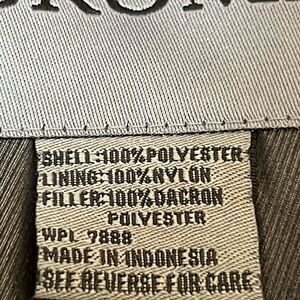 SHELL:100%POLYESTER
LINING:100%NYLON
FILLER:100%DACRON
POLYESTER
WPL 7888
MADE IN INDONESIA
SEE REVERSE FOR CARE